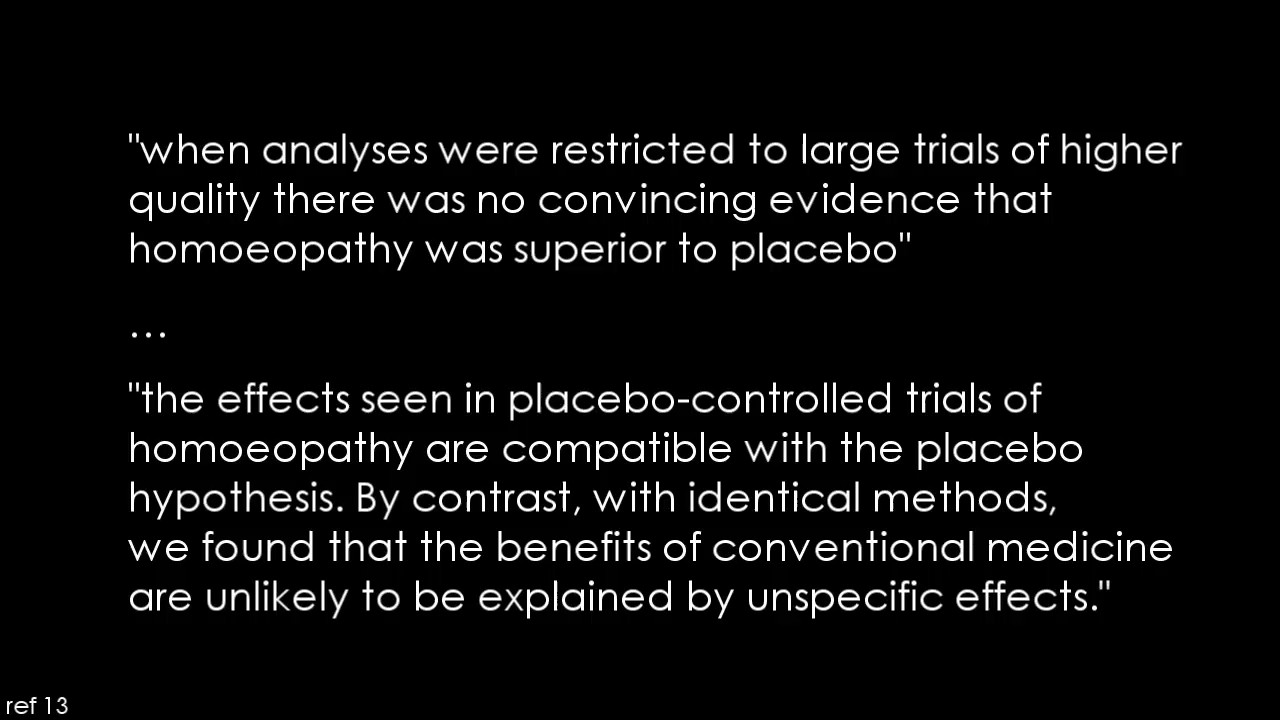 "when analyses were restricted to large trials of higher
quality there was no convincing evidence that
homoeopathy was superior to placebo"
...
"the effects seen in placebo-controlled trials of
homoeopathy are compatible with the placebo
hypothesis. By contrast, with identical methods,
we found that the benefits of conventional medicine
are unlikely to be explained by unspecific effects."
ref 13